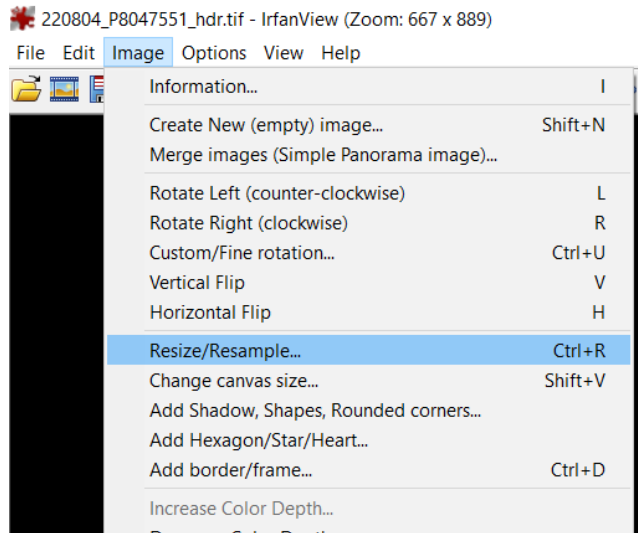 220804_P8047551_hdr.tif - IrfanView (Zoom: 667 x 889)
File Edit Image Options View Help
Information... I
Create New (empty) image... Shift+N
Merge images (Simple Panorama image)...
Rotate Left (counter-clockwise) L
Rotate Right (clockwise) R
Custom/Fine rotation... Ctrl+U
Vertical Flip V
Horizontal Flip H
Resize/Resample... Ctrl+R
Change canvas size... Shift+V
Add Shadow, Shapes, Rounded corners...
Add Hexagon/Star/Heart...
Add border/frame... Ctrl+D
Increase Color Depth...